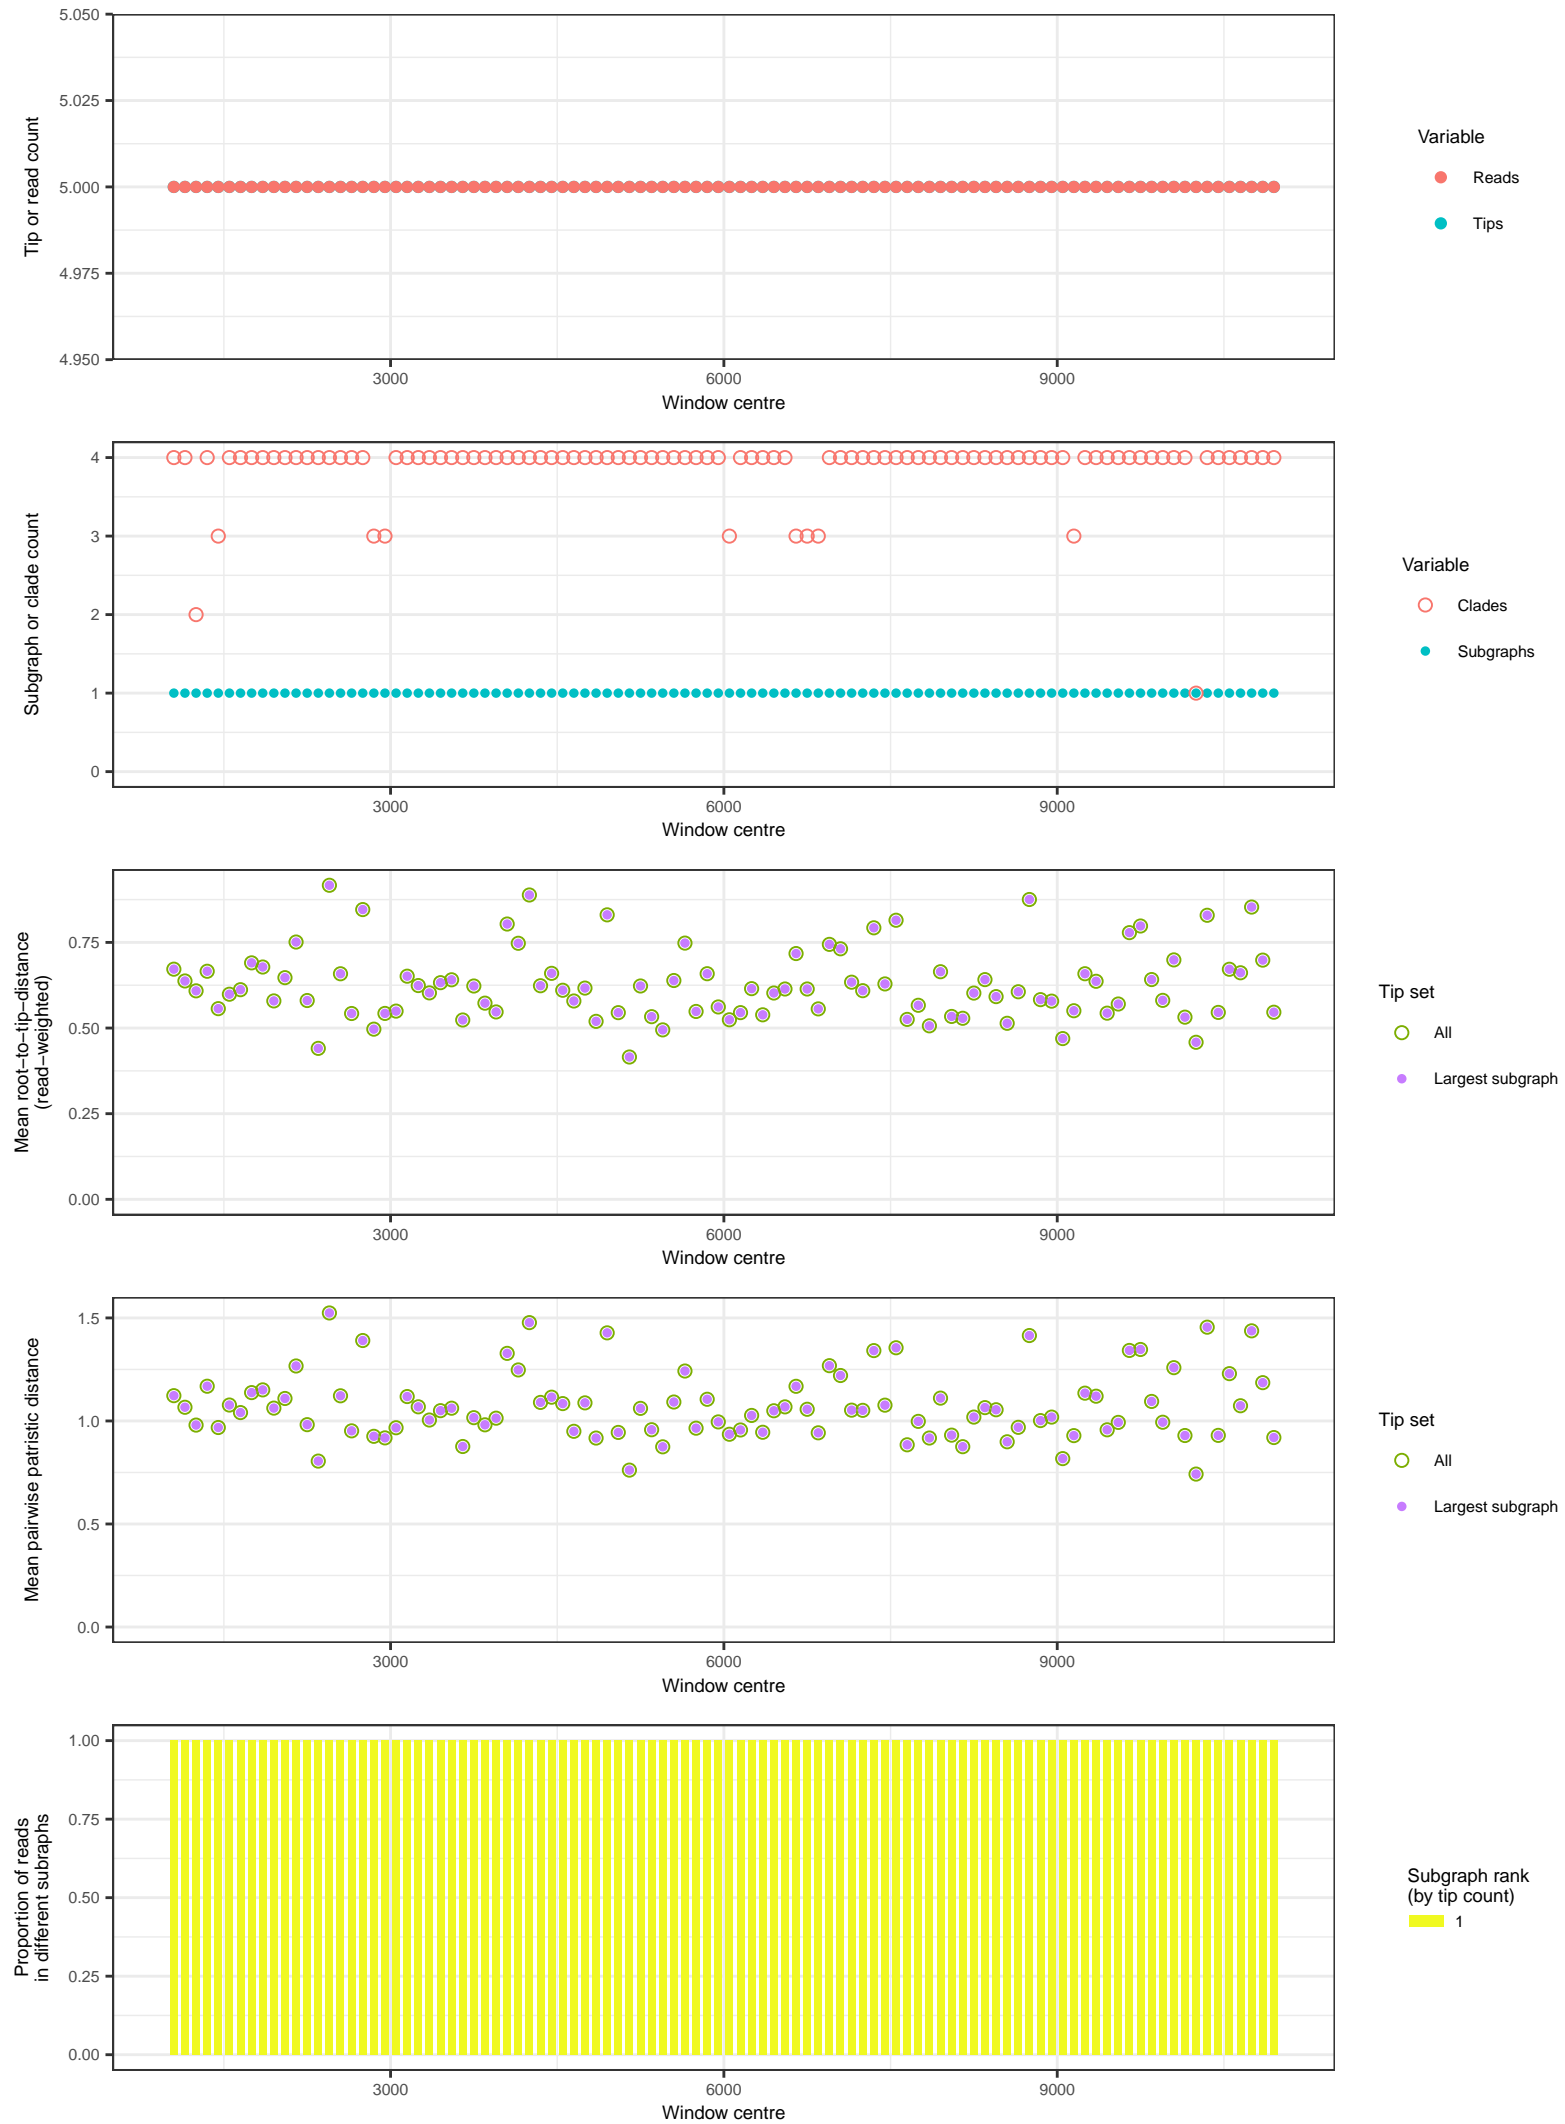 5.050
5.025
5.000
4.975
4.950
Tip or read count
3000
6000
9000
Window centre
Variable
Reads
Tips
4
3
2
1
0
Subgraph or clade count
3000
6000
9000
Window centre
Variable
Clades
Subgraphs
0.75
0.50
0.25
0.00
Mean root−to−tip−distance
(read−weighted)
3000
6000
9000
Window centre
Tip set
All
Largest subgraph
1.5
1.0
0.5
0.0
Mean pairwise patristic distance
3000
6000
9000
Window centre
Tip set
All
Largest subgraph
1.00
0.75
0.50
0.25
0.00
Proportion of reads
in different subraphs
3000
6000
9000
Window centre
Subgraph rank
(by tip count)
1